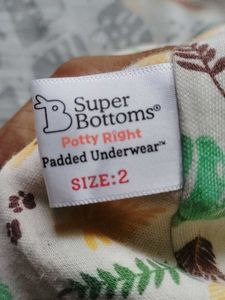 Super
Bottoms®
Potty Right
Padded Underwear™
SIZE:2